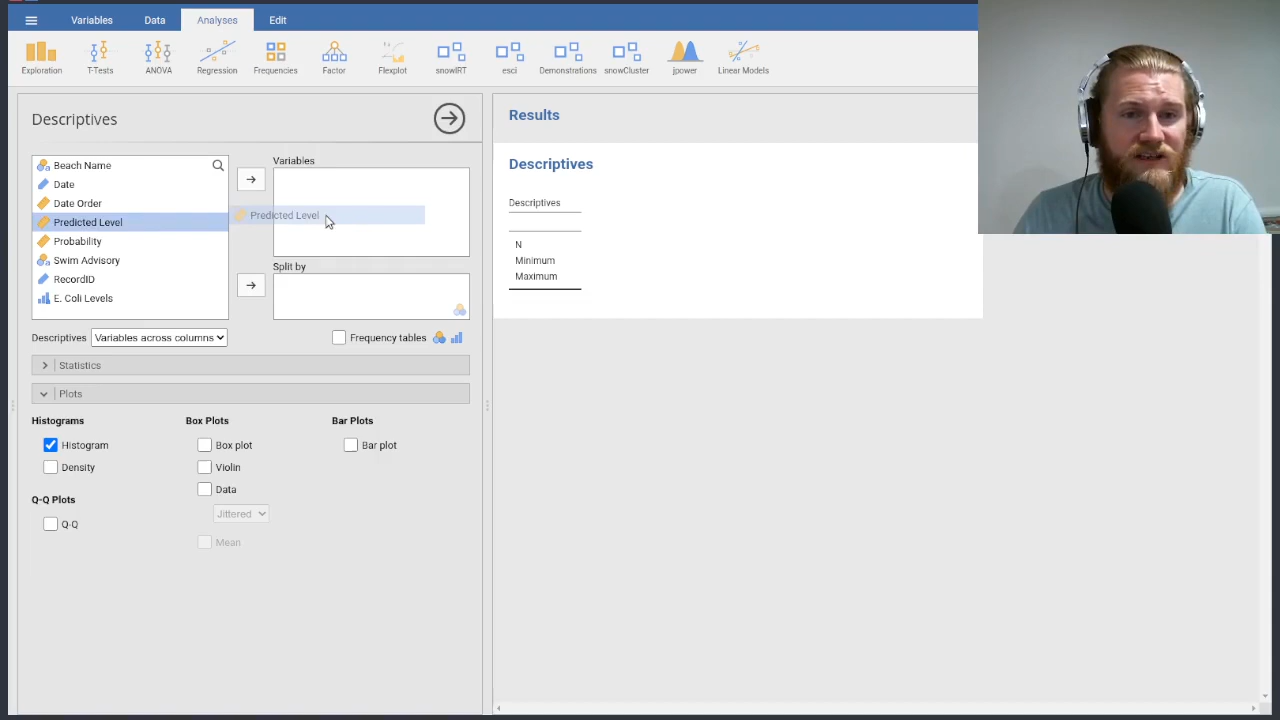 Variables Data Analyses Edit
Exploration T-Tests ANOVA Regression Frequencies Factor Flexplot snowIRT esci Demonstrations snowCluster jpower Linear Models
Descriptives
Beach Name
Date
Date Order
Predicted Level
Probability
Swim Advisory
RecordID
E. Coli Levels
Variables
Predicted Level
Split by
Descriptives Variables across columns Frequency tables
Statistics
Plots
Histograms
Histogram
Density
Q-Q Plots
Q-Q
Box Plots
Box plot
Violin
Data
Jittered
Mean
Bar Plots
Bar plot
Results
Descriptives
Descriptives
N
Minimum
Maximum